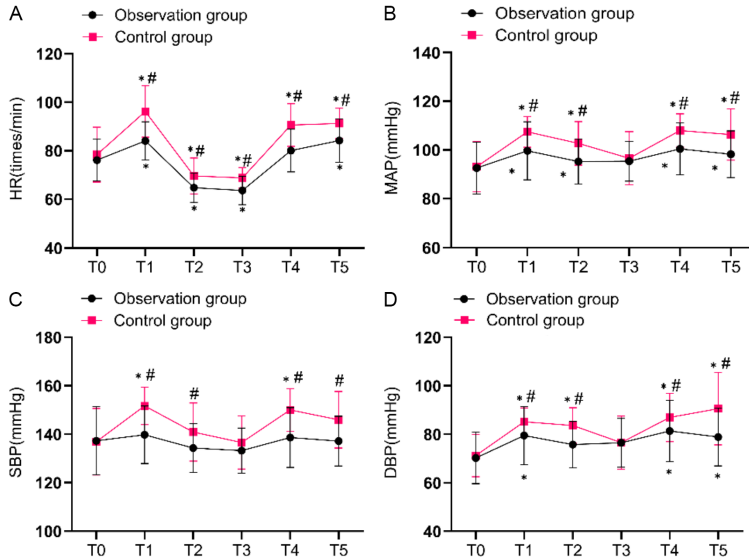 A
Observation group
Control group
HR(times/min)
100
80
60
40
120
*#
*
*#
*
*#
*
*#
*#
*
T0 T1 T2 T3 T4 T5
B
Observation group
Control group
MAP(mmHg)
140
120
100
80
60
*#
*
*#
*
*#
*
*#
*
T0 T1 T2 T3 T4 T5
C
Observation group
Control group
SBP(mmHg)
180
160
140
120
100
*#
#
*#
#
T0 T1 T2 T3 T4 T5
D
Observation group
Control group
DBP(mmHg)
120
100
80
60
40
*#
*
*#
*#
*
*#
*
T0 T1 T2 T3 T4 T5